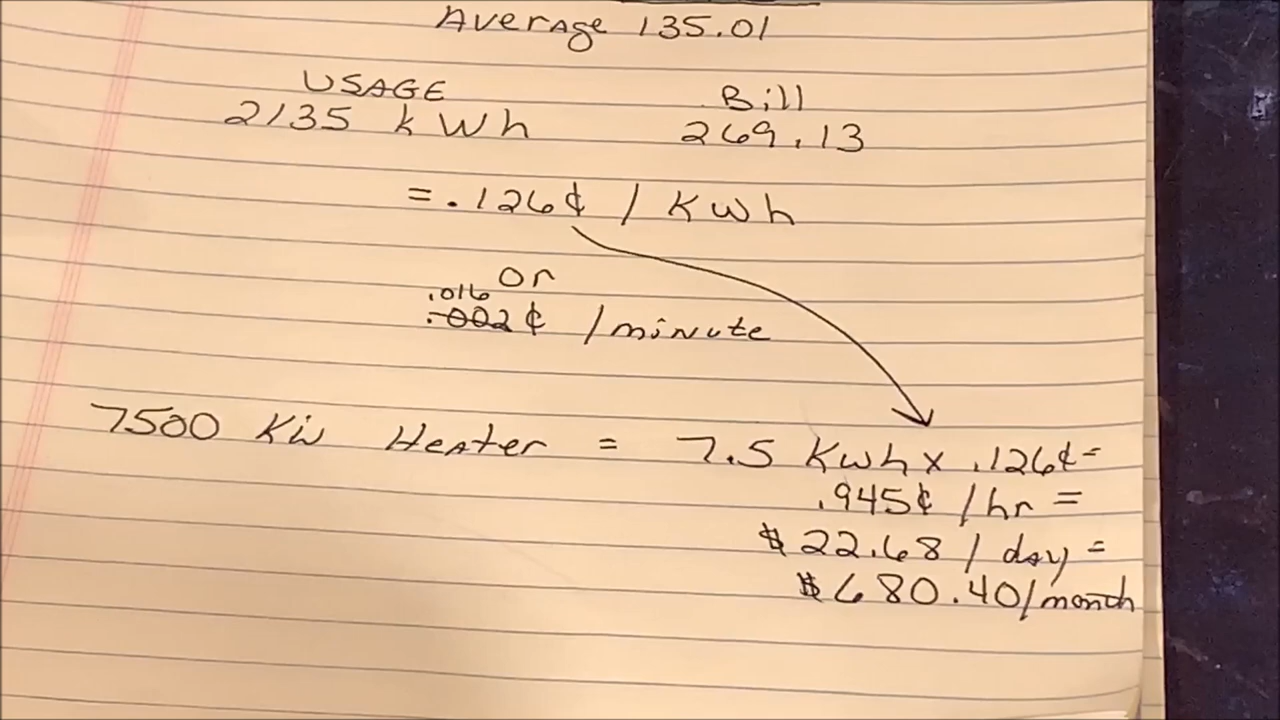 Average 135.01
USAGE Bill
2135 kWh 269.13
= .126¢ / KWh
or
.016
.002¢ /minute
7500 KW Heater = 7.5 Kwh x .126¢ =
.945¢ /hr =
$22.68 / day =
$680.40/month